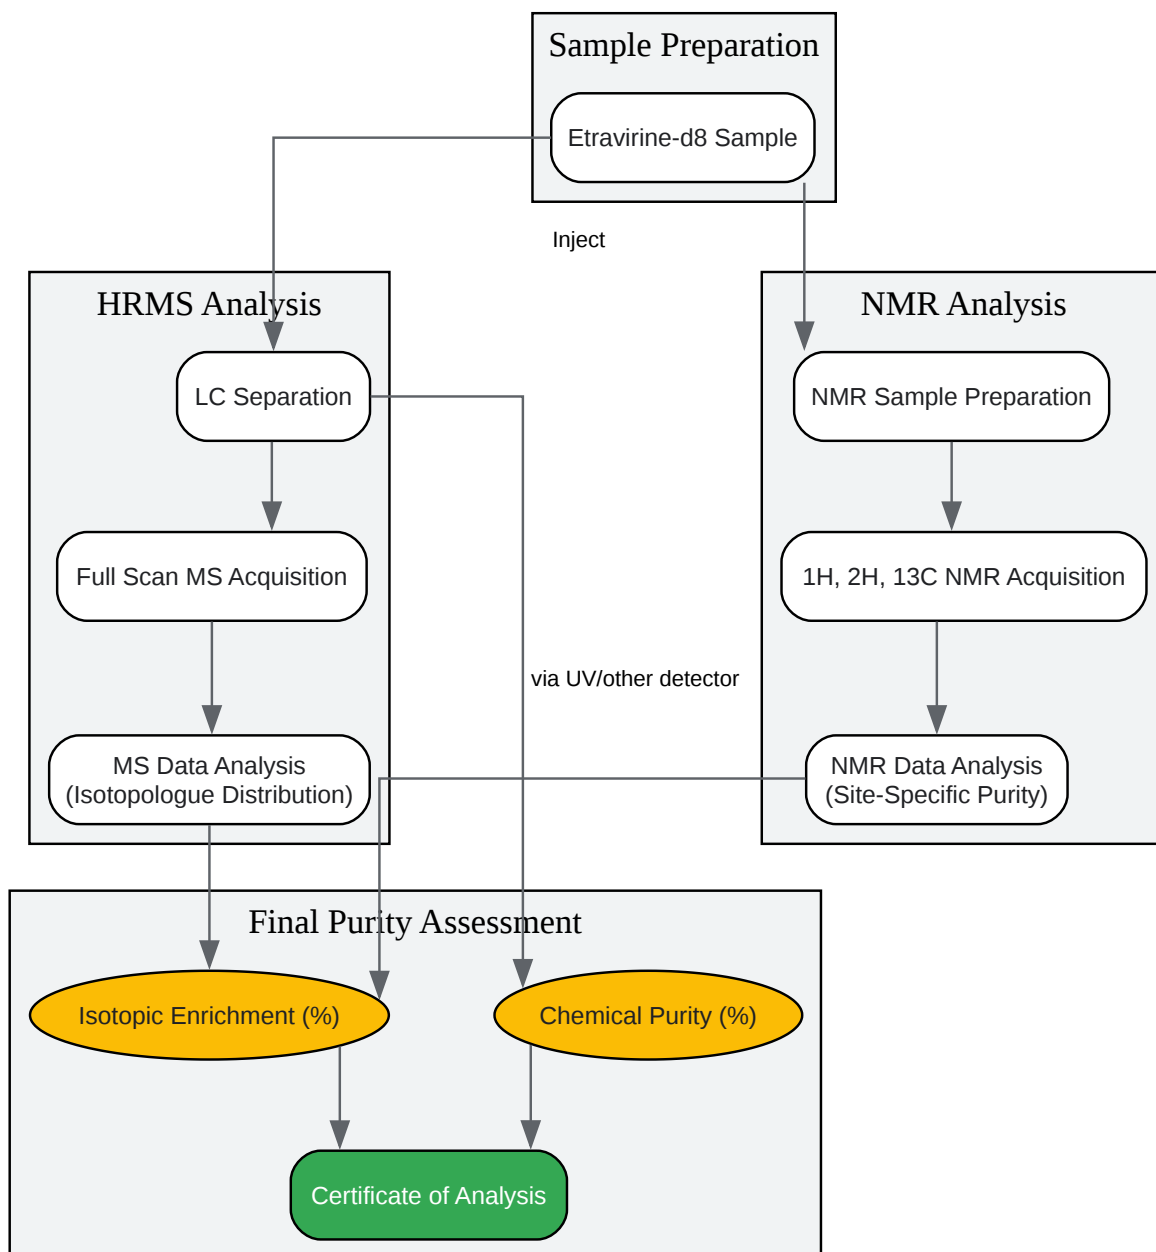 Sample Preparation
Etravirine-d8 Sample
Inject
HRMS Analysis
NMR Analysis
LC Separation
NMR Sample Preparation
Full Scan MS Acquisition
1H, 2H, 13C NMR Acquisition
via UV/other detector
MS Data Analysis
(Isotopologue Distribution)
NMR Data Analysis
(Site-Specific Purity)
Final Purity Assessment
Isotopic Enrichment (%)
Chemical Purity (%)
Certificate of Analysis